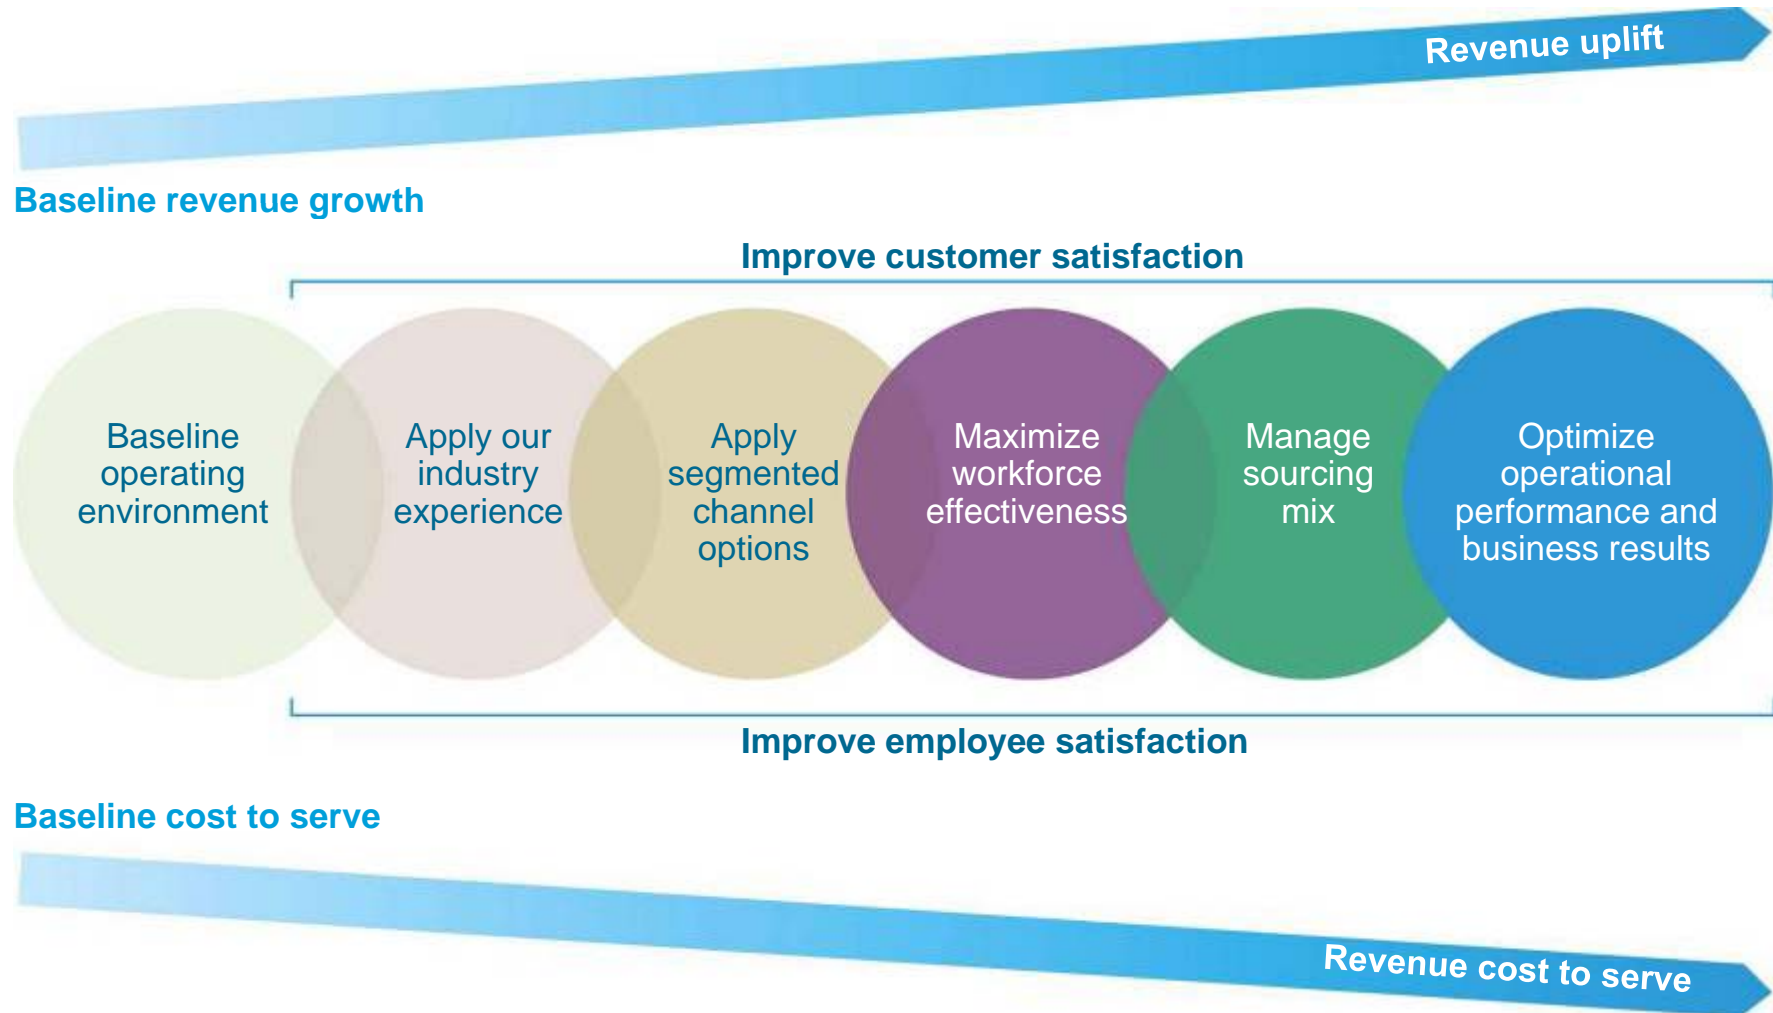 Revenue uplift
Baseline revenue growth
Improve customer satisfaction
Baseline
operating
environment
Apply our
industry
experience
Apply
segmented
channel
options
Maximize
workforce
effectiveness
Manage
sourcing
mix
Optimize
operational
performance and
business results
Improve employee satisfaction
Baseline cost to serve
Revenue cost to serve